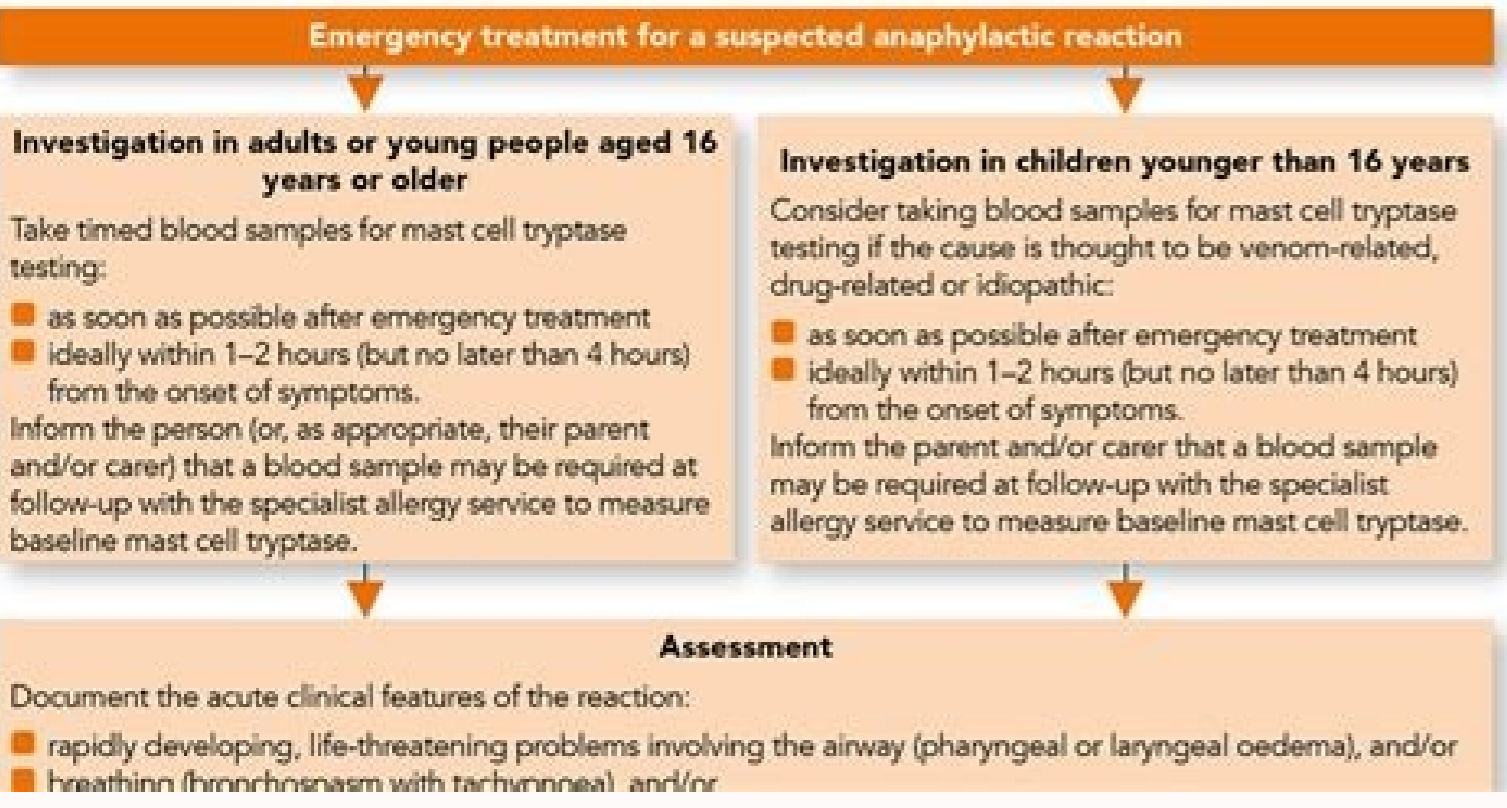 Emergency treatment for a suspected anaphylactic reaction
Investigation in adults or young people aged 16
years or older
Take timed blood samples for mast cell tryptase
testing:
as soon as possible after emergency treatment
ideally within 1–2 hours (but no later than 4 hours)
from the onset of symptoms.
Inform the person (or, as appropriate, their parent
and/or carer) that a blood sample may be required at
follow-up with the specialist allergy service to measure
baseline mast cell tryptase.
Investigation in children younger than 16 years
Consider taking blood samples for mast cell tryptase
testing if the cause is thought to be venom-related,
drug-related or idiopathic:
as soon as possible after emergency treatment
ideally within 1–2 hours (but no later than 4 hours)
from the onset of symptoms.
Inform the parent and/or carer that a blood sample
may be required at follow-up with the specialist
allergy service to measure baseline mast cell tryptase.
Assessment
Document the acute clinical features of the reaction:
rapidly developing, life-threatening problems involving the airway (pharyngeal or laryngeal oedema), and/or
breathing (bronchospasm with tachypnoea), and/or